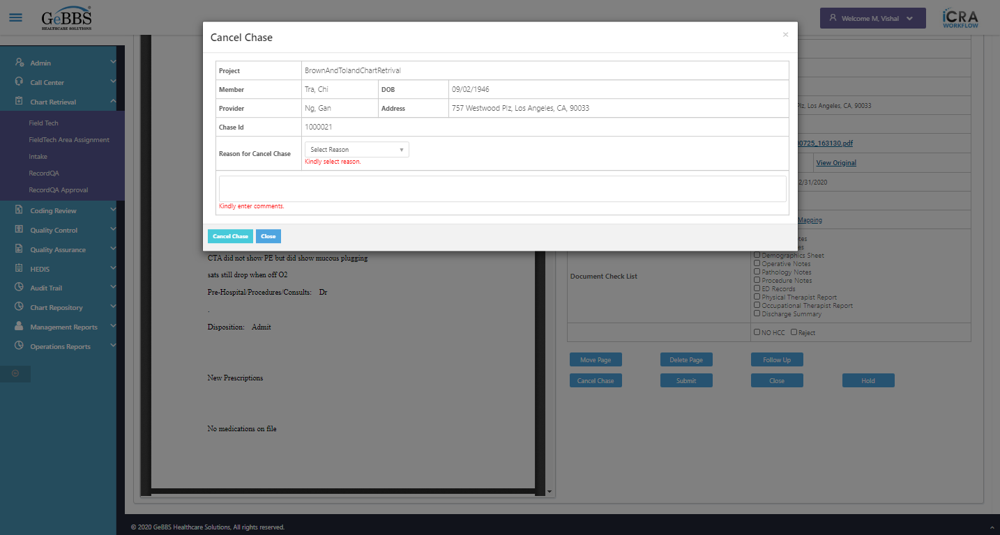 GeBBS
HEALTHCARE SOLUTIONS
Welcome M, Vishal
iCRA
WORKFLOW
Admin
Call Center
Chart Retrieval
Field Tech
FieldTech Area Assignment
Intake
RecordQA
RecordQA Approval
Coding Review
Quality Control
Quality Assurance
HEDIS
Audit Trail
Chart Repository
Management Reports
Operations Reports
Cancel Chase ×
Project BrownAndTolandChartRetrival
Member Tra, Chi DOB 09/02/1946
Provider Ng, Gan Address 757 Westwood Plz, Los Angeles, CA, 90033
Chase Id 1000021
Reason for Cancel Chase Select Reason
Kindly select reason.
Kindly enter comments.
Cancel Chase Close
Plz, Los Angeles, CA, 90033
00725_163130.pdf
View Original
2/31/2020
Mapping
CTA did not show PE but did show mucous plugging
sats still drop when off O2
Pre-Hospital/Procedures/Consults: Dr
.
Disposition: Admit
New Prescriptions
No medications on file
Document Check List
tes
es
Demographics Sheet
Operative Notes
Pathology Notes
Procedure Notes
ED Records
Physical Therapist Report
Occupational Therapist Report
Discharge Summary
NO HCC Reject
Move Page Delete Page Follow Up
Cancel Chase Submit Close Hold
© 2020 GeBBS Healthcare Solutions, All rights reserved.